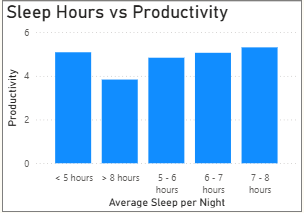 Sleep Hours vs Productivity
6
4
2
0
Productivity
< 5 hours
> 8 hours
5 - 6
hours
6 - 7
hours
7 - 8
hours
Average Sleep per Night